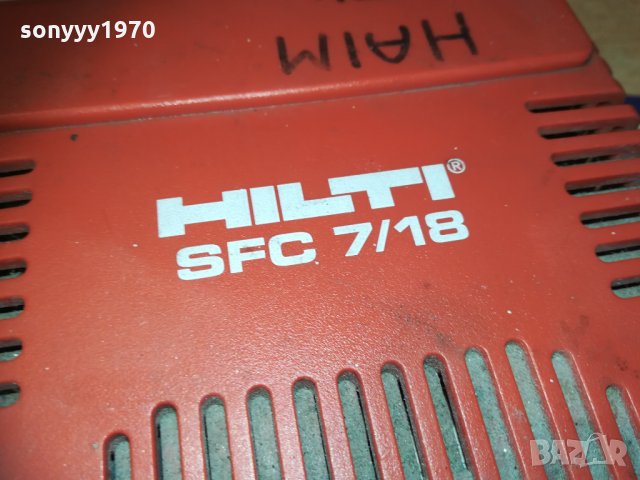 sonyyy1970
HAIM
HILTI®
SFC 7/18
BAZAR